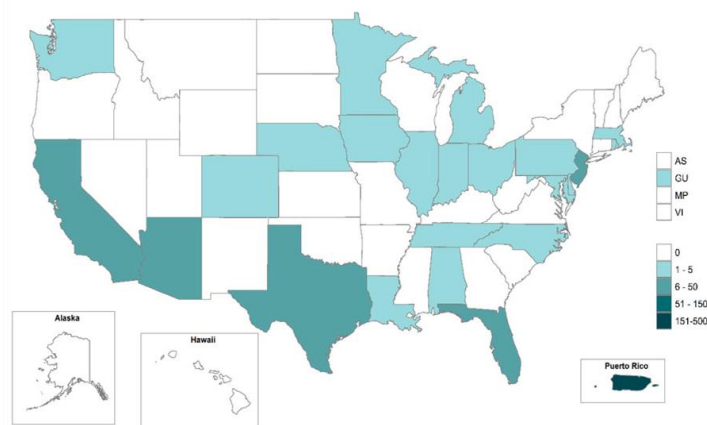 AS
GU
MP
VI
0
1 - 5
6 - 50
51 - 150
151-500
Alaska
Hawaii
Puerto Rico